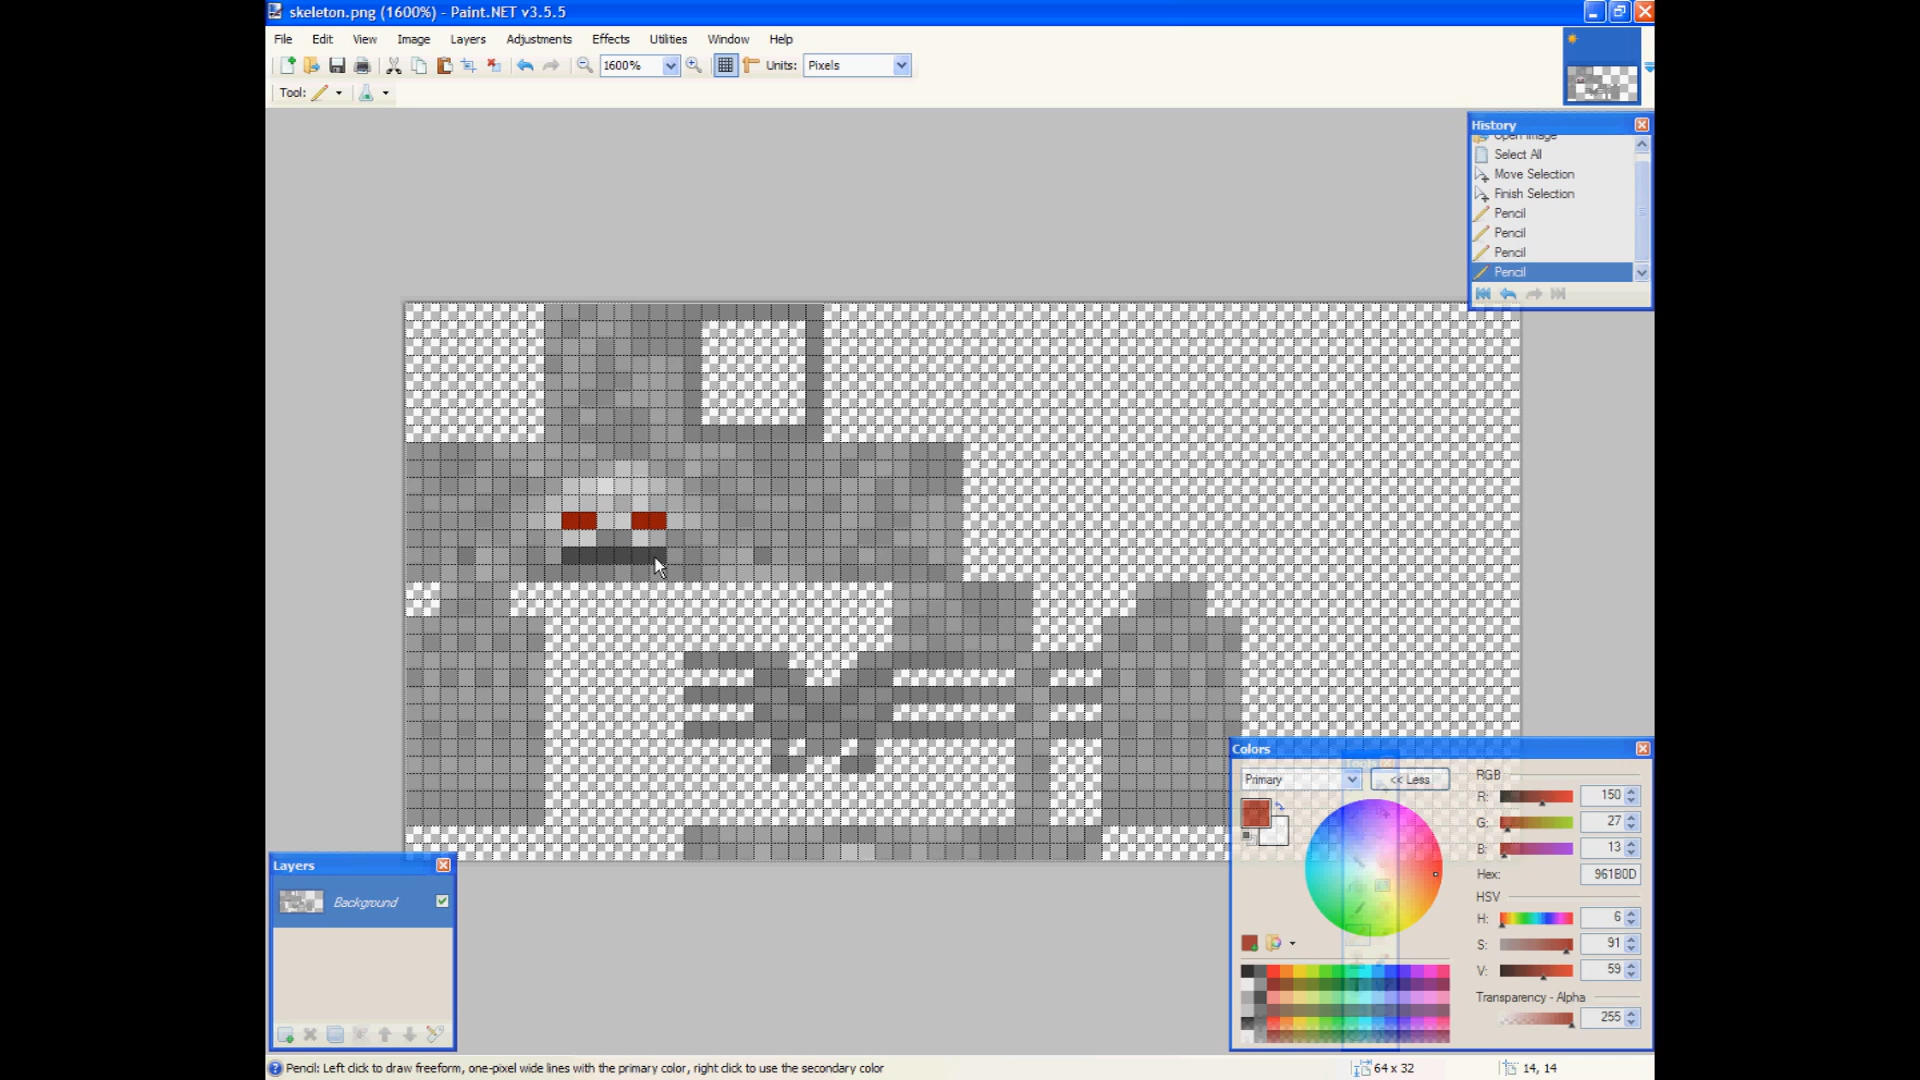 skeleton.png (1600%) - Paint.NET v3.5.5
File Edit View Image Layers Adjustments Effects Utilities Window Help
1600% Units: Pixels
Tool:
History
Open Image
Select All
Move Selection
Finish Selection
Pencil
Pencil
Pencil
Pencil
Colors
Primary << Less
RGB
R: 150
G: 27
B: 13
Hex: 961B0D
HSV
H: 6
S: 91
V: 59
Transparency - Alpha
255
Layers
Background
Pencil: Left click to draw freeform, one-pixel wide lines with the primary color, right click to use the secondary color
64 x 32
14, 14